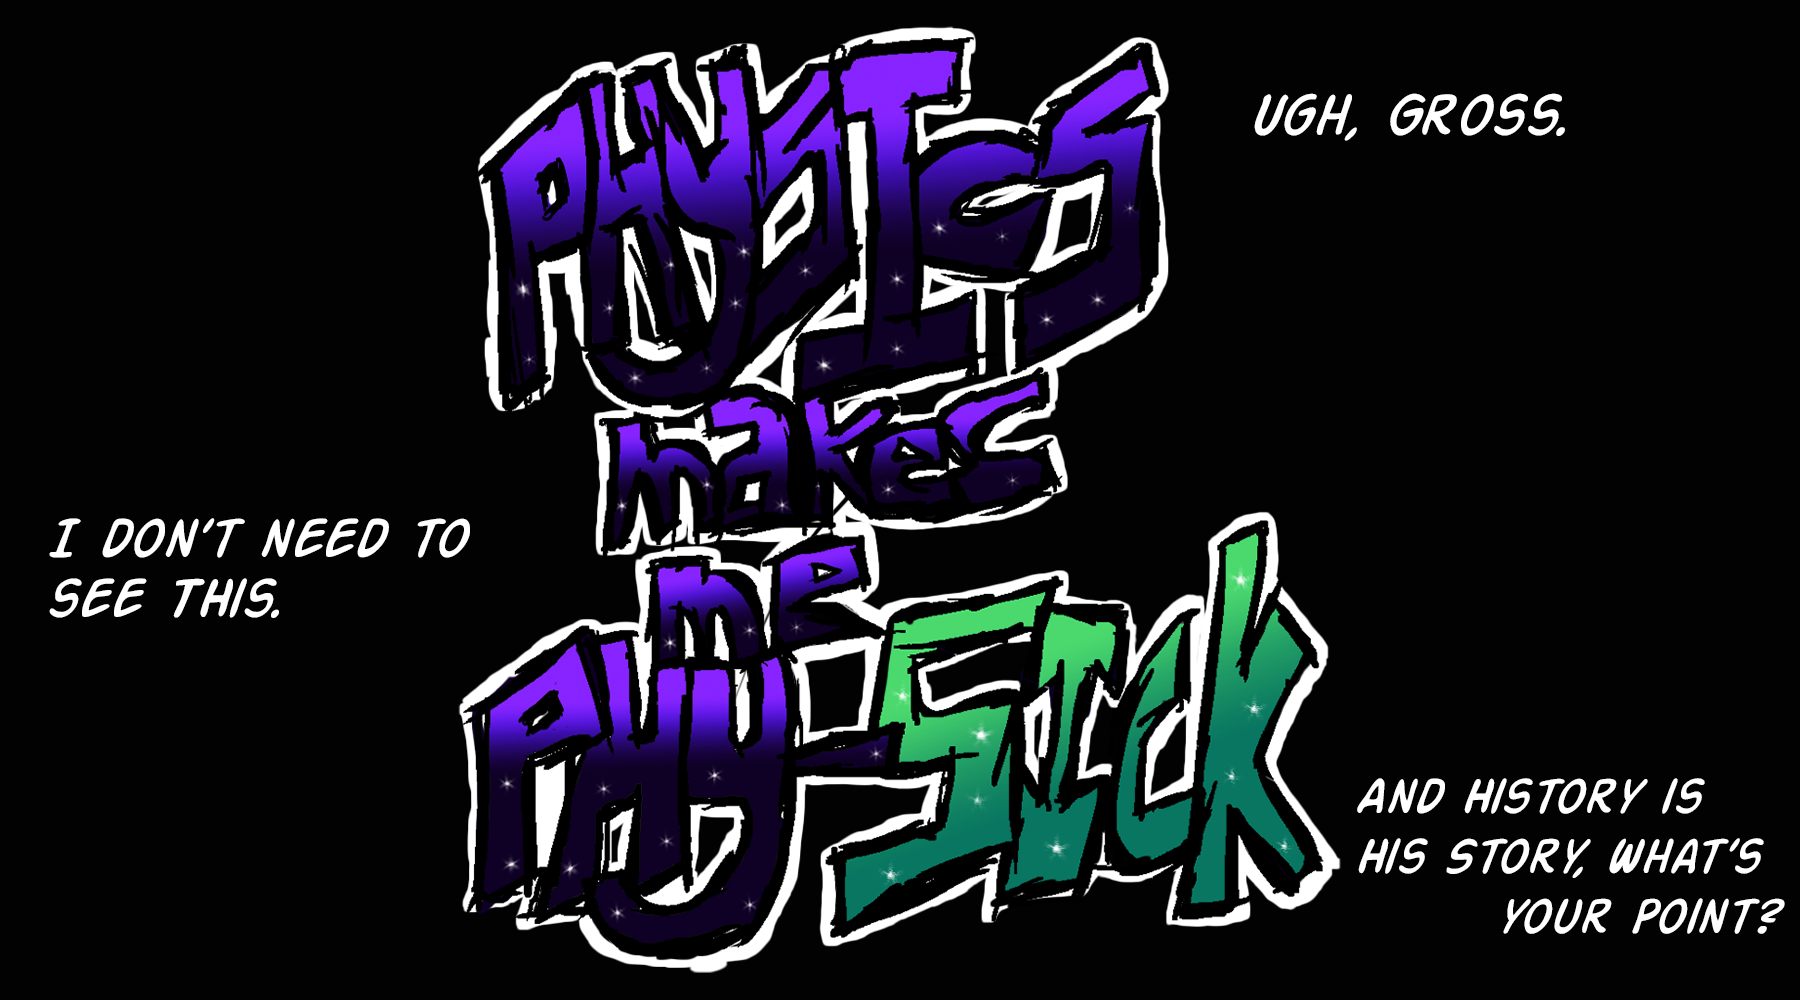 PHYSICS
UGH, GROSS.
makes
I DON'T NEED TO
SEE THIS.
me
PHY-SICK
AND HISTORY IS
HIS STORY, WHAT'S
YOUR POINT?